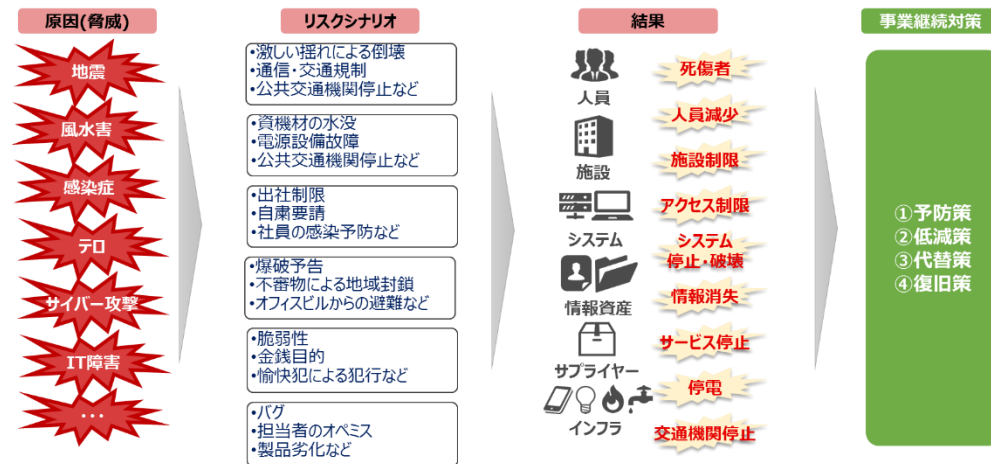 原因(脅威)
地震
風水害
感染症
テロ
サイバー攻撃
IT障害
･･･
リスクシナリオ
•激しい揺れによる倒壊
•通信・交通規制
•公共交通機関停止など
•資機材の水没
•電源設備故障
•公共交通機関停止など
•出社制限
•自粛要請
•社員の感染予防など
•爆破予告
•不審物による地域封鎖
•オフィスビルからの避難など
•脆弱性
•金銭目的
•愉快犯による犯行など
•バグ
•担当者のオペミス
•製品劣化など
結果
人員
施設
システム
情報資産
サプライヤー
インフラ
死傷者
人員減少
施設制限
アクセス制限
システム
停止・破壊
情報消失
サービス停止
停電
交通機関停止
事業継続対策
①予防策
②低減策
③代替策
④復旧策